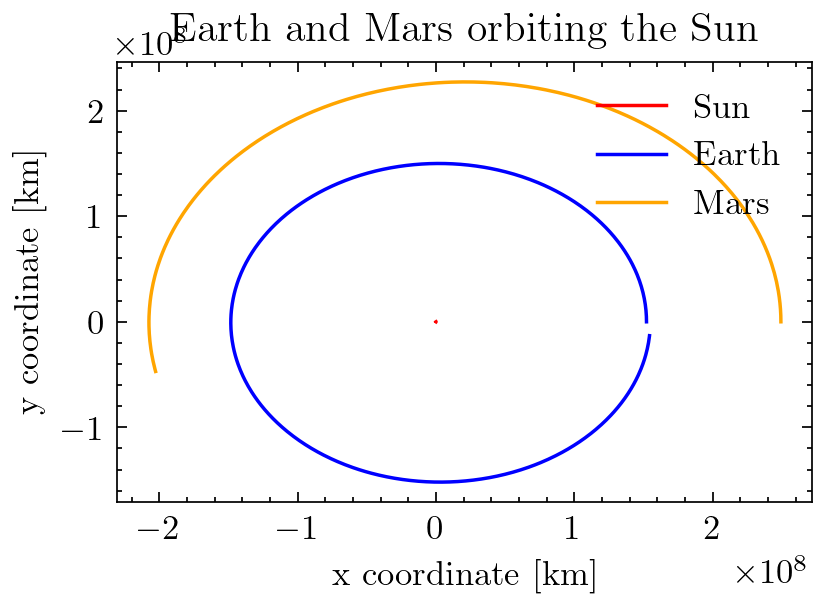 Earth and Mars orbiting the Sun
×10⁸
Sun
Earth
Mars
y coordinate [km]
2
1
0
−1
−2
−1
0
1
2
×10⁸
x coordinate [km]